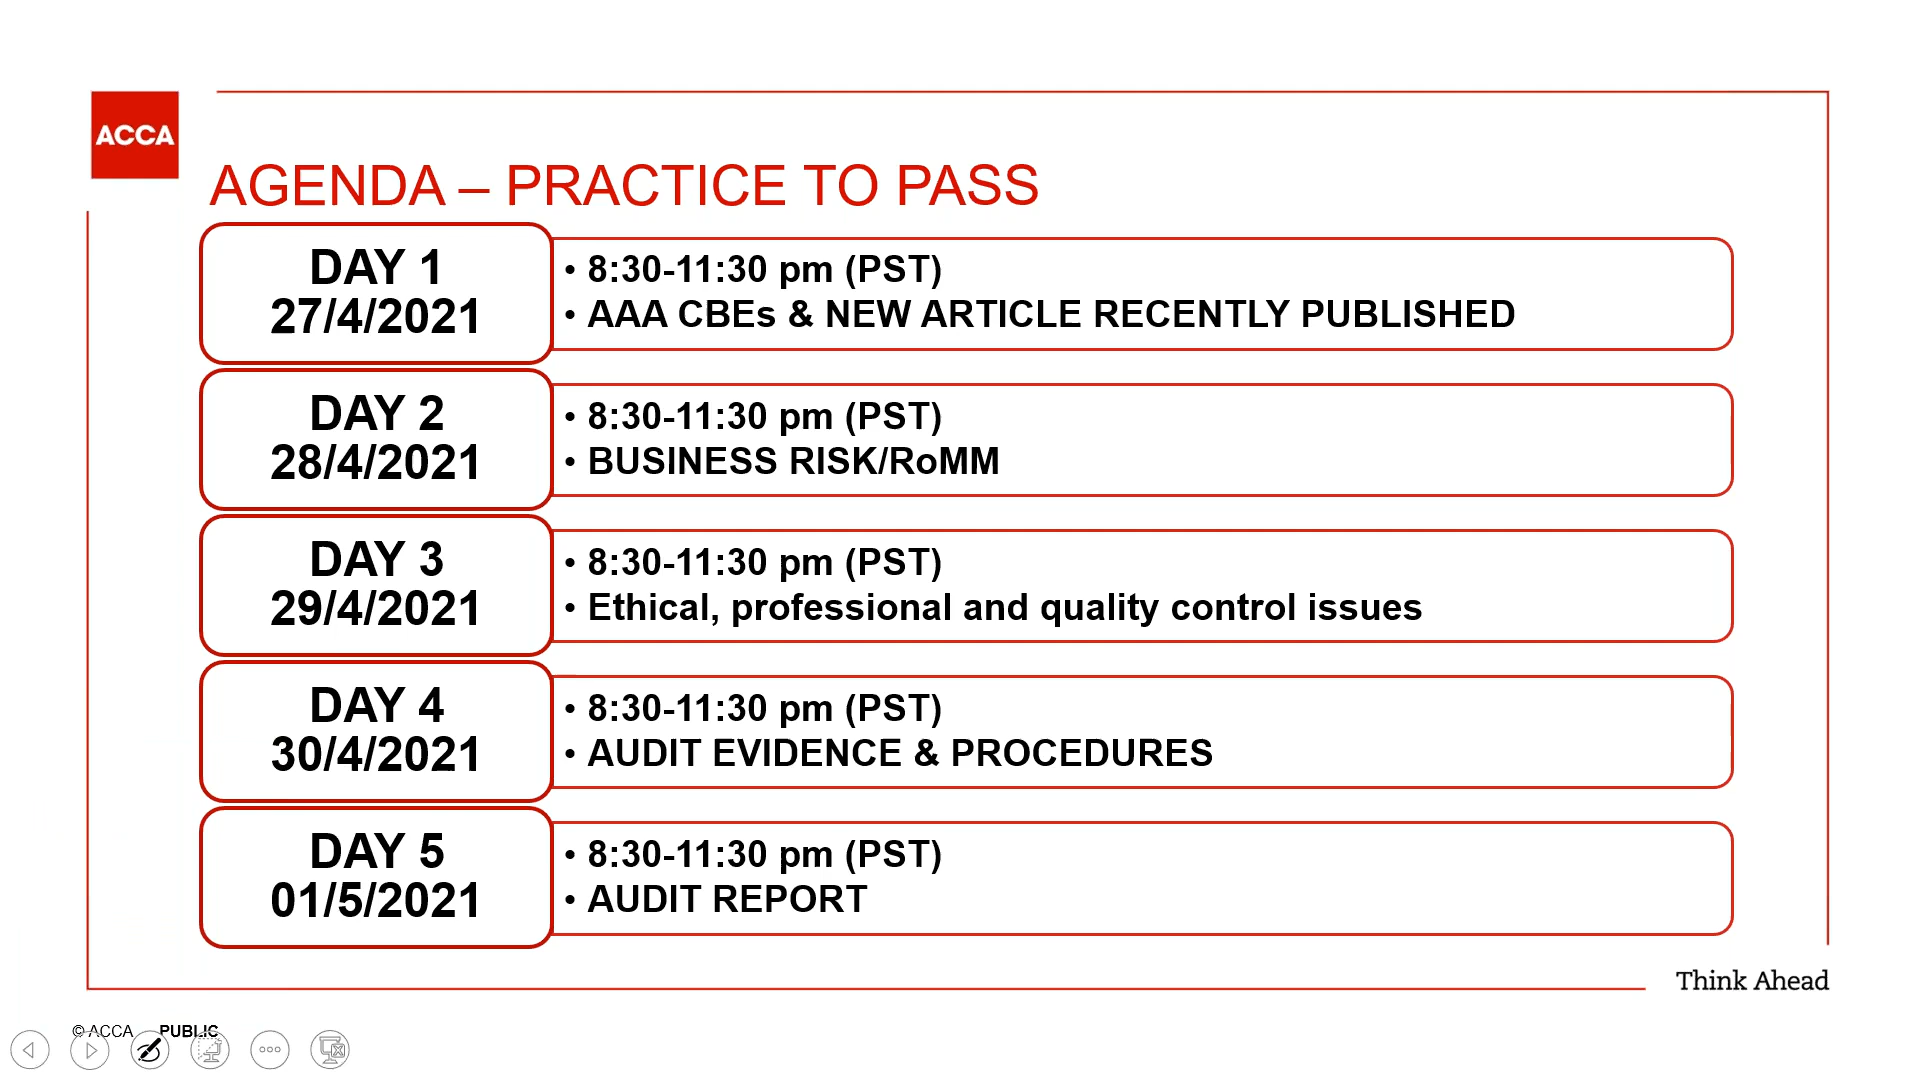 ACCA
AGENDA – PRACTICE TO PASS
DAY 1
27/4/2021
• 8:30-11:30 pm (PST)
• AAA CBEs & NEW ARTICLE RECENTLY PUBLISHED
DAY 2
28/4/2021
• 8:30-11:30 pm (PST)
• BUSINESS RISK/RoMM
DAY 3
29/4/2021
• 8:30-11:30 pm (PST)
• Ethical, professional and quality control issues
DAY 4
30/4/2021
• 8:30-11:30 pm (PST)
• AUDIT EVIDENCE & PROCEDURES
DAY 5
01/5/2021
• 8:30-11:30 pm (PST)
• AUDIT REPORT
Think Ahead
© ACCA PUBLIC